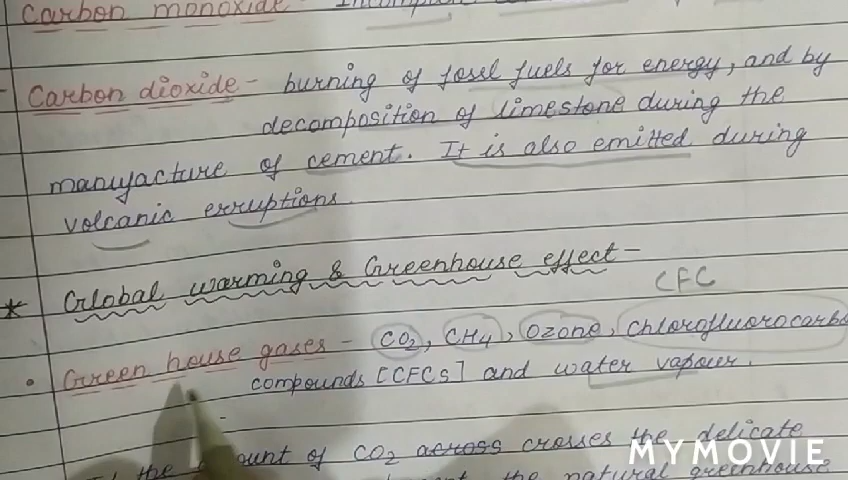 Carbon monoxide -
Carbon dioxide - burning of fossil fuels for energy, and by
decomposition of limestone during the
manufacture of cement. It is also emitted during
volcanic erruptions.
* Global warming & Greenhouse effect -
CFC
• Green house gases - CO2, CH4, Ozone, Chlorofluorocarbo
compounds [CFCs] and water vapour.
the ount of CO2 across crosses the delicate
the natural greenhouse
MYMOVIE